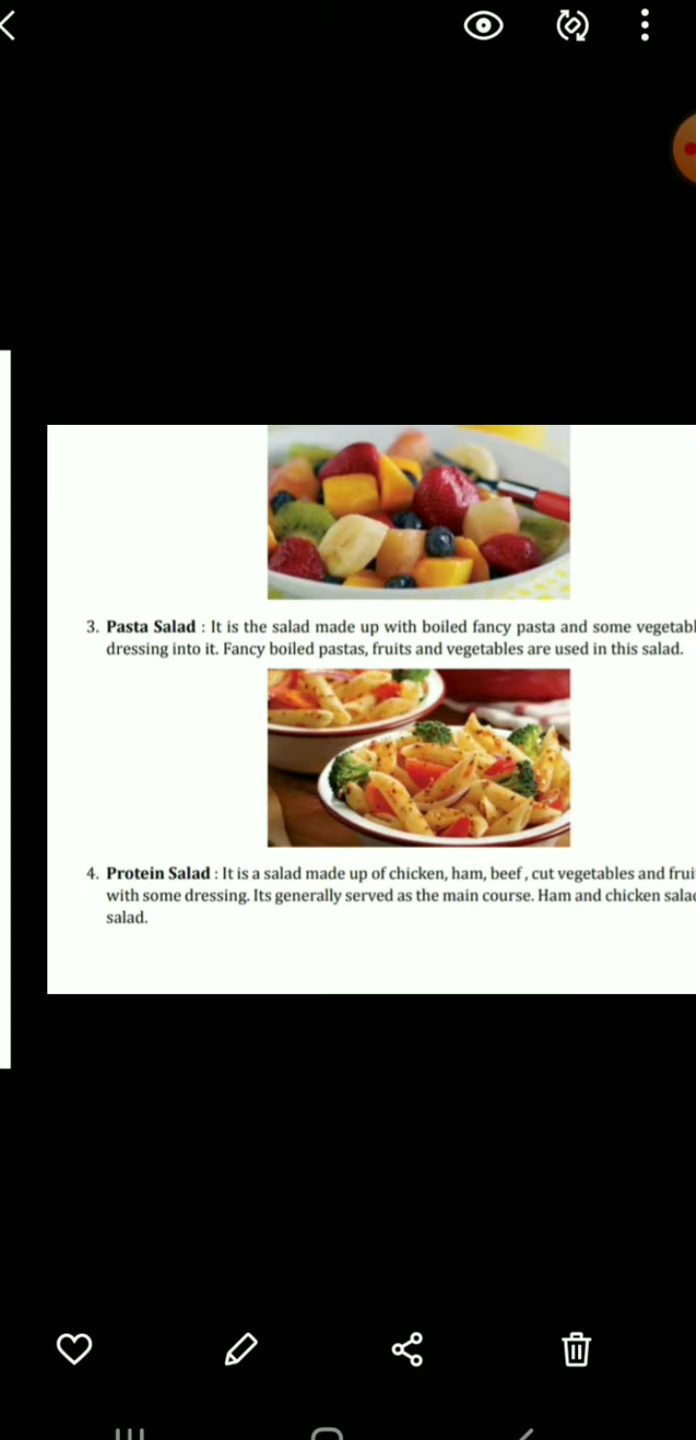 3. Pasta Salad : It is the salad made up with boiled fancy pasta and some
dressing into it. Fancy boiled pastas, fruits and vegetables are used in this salad.
4. Protein Salad : It is a salad made up of chicken, ham, beef , cut vegetables and
with some dressing. Its generally served as the main course. Ham and chicken
salad.